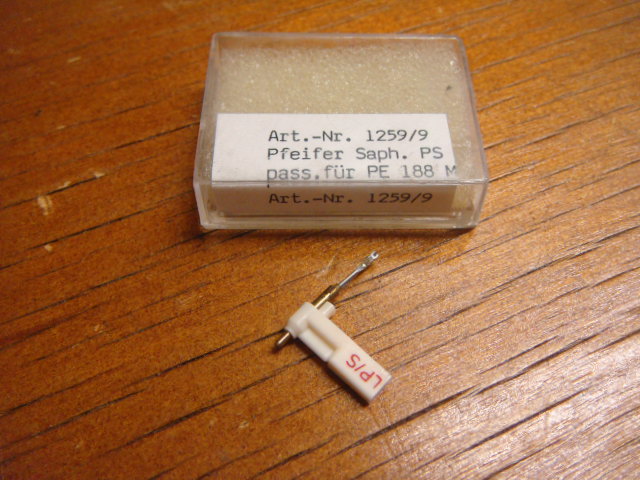 Art.-Nr. 1259/9
Pfeifer Saph. PS
pass.für PE 188 M
Art.-Nr. 1259/9
LP/S